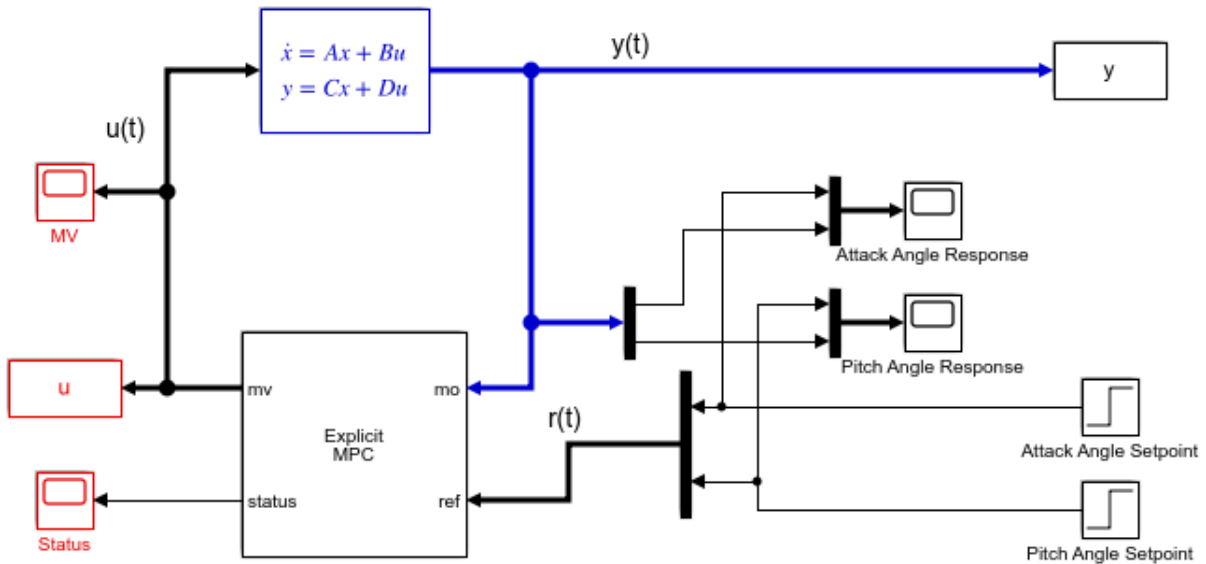 ẋ = Ax + Bu
y = Cx + Du
y(t)
y
u(t)
MV
Attack Angle Response
Pitch Angle Response
u
mv
mo
r(t)
Explicit
MPC
Attack Angle Setpoint
status
ref
Status
Pitch Angle Setpoint